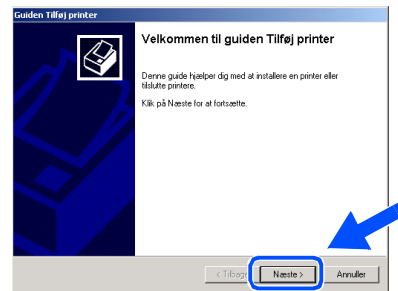 Guiden Tilføj printer
Velkommen til guiden Tilføj printer
Denne guide hjælper dig med at installere en printer eller
tilslutte printere.
Klik på Næste for at fortsætte.
< Tilbage Næste > Annuller